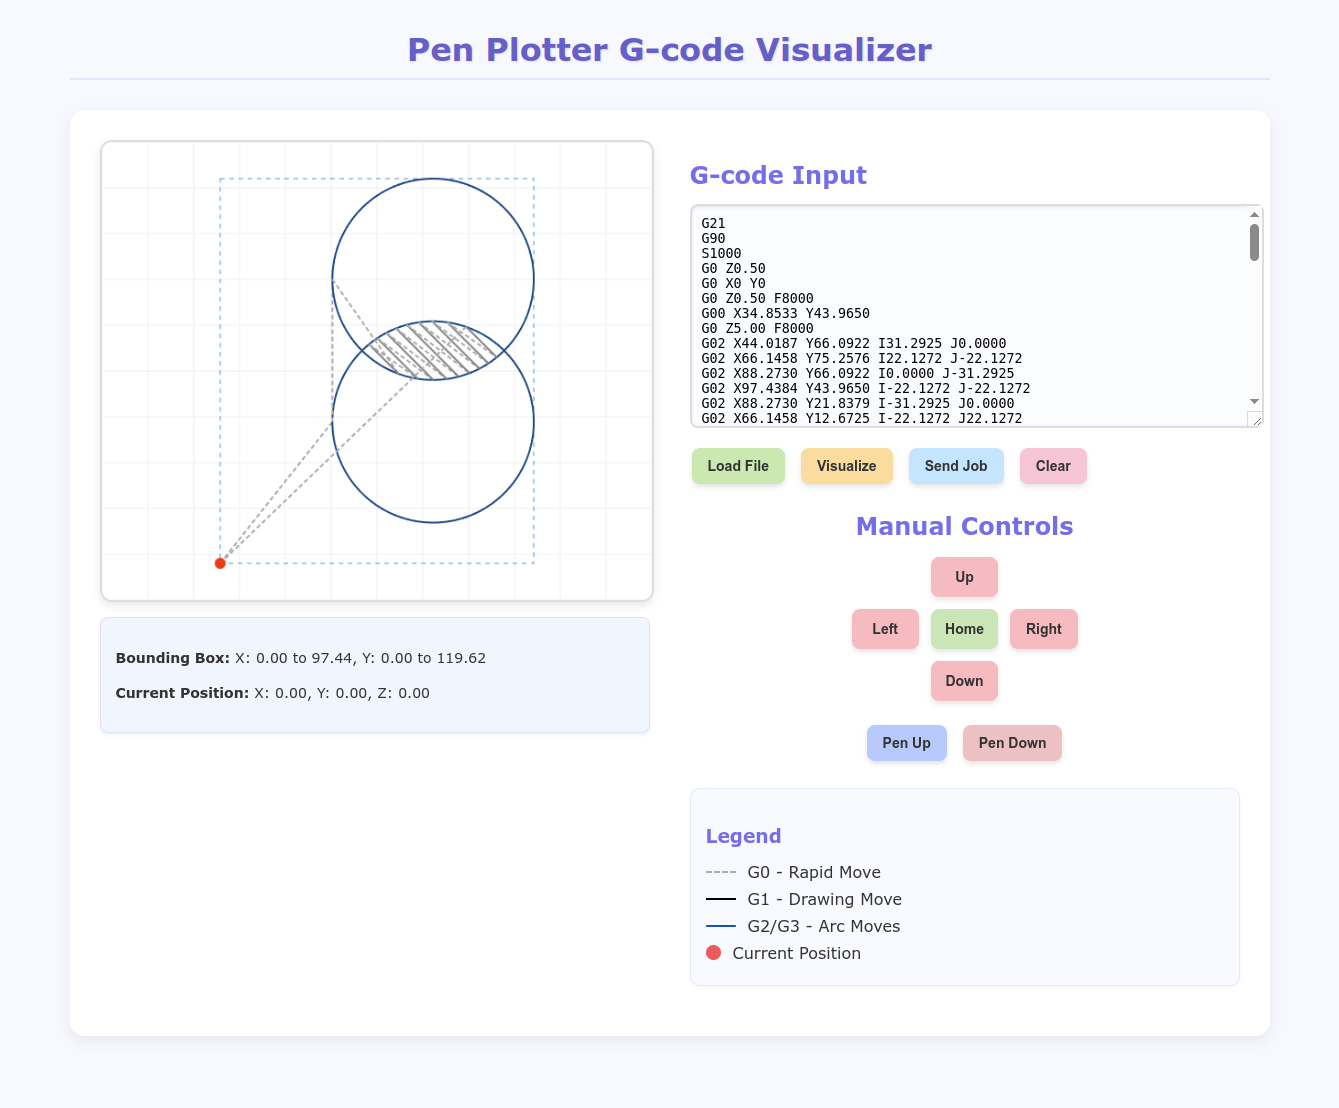 Pen Plotter G-code Visualizer
G-code Input
G21
G90
S1000
G0 Z0.50
G0 X0 Y0
G0 Z0.50 F8000
G00 X34.8533 Y43.9650
G0 Z5.00 F8000
G02 X44.0187 Y66.0922 I31.2925 J0.0000
G02 X66.1458 Y75.2576 I22.1272 J-22.1272
G02 X88.2730 Y66.0922 I0.0000 J-31.2925
G02 X97.4384 Y43.9650 I-22.1272 J-22.1272
G02 X88.2730 Y21.8379 I-31.2925 J0.0000
G02 X66.1458 Y12.6725 I-22.1272 J22.1272
Load File
Visualize
Send Job
Clear
Manual Controls
Up
Left
Home
Right
Down
Pen Up
Pen Down
Bounding Box: X: 0.00 to 97.44, Y: 0.00 to 119.62
Current Position: X: 0.00, Y: 0.00, Z: 0.00
Legend
G0 - Rapid Move
G1 - Drawing Move
G2/G3 - Arc Moves
Current Position